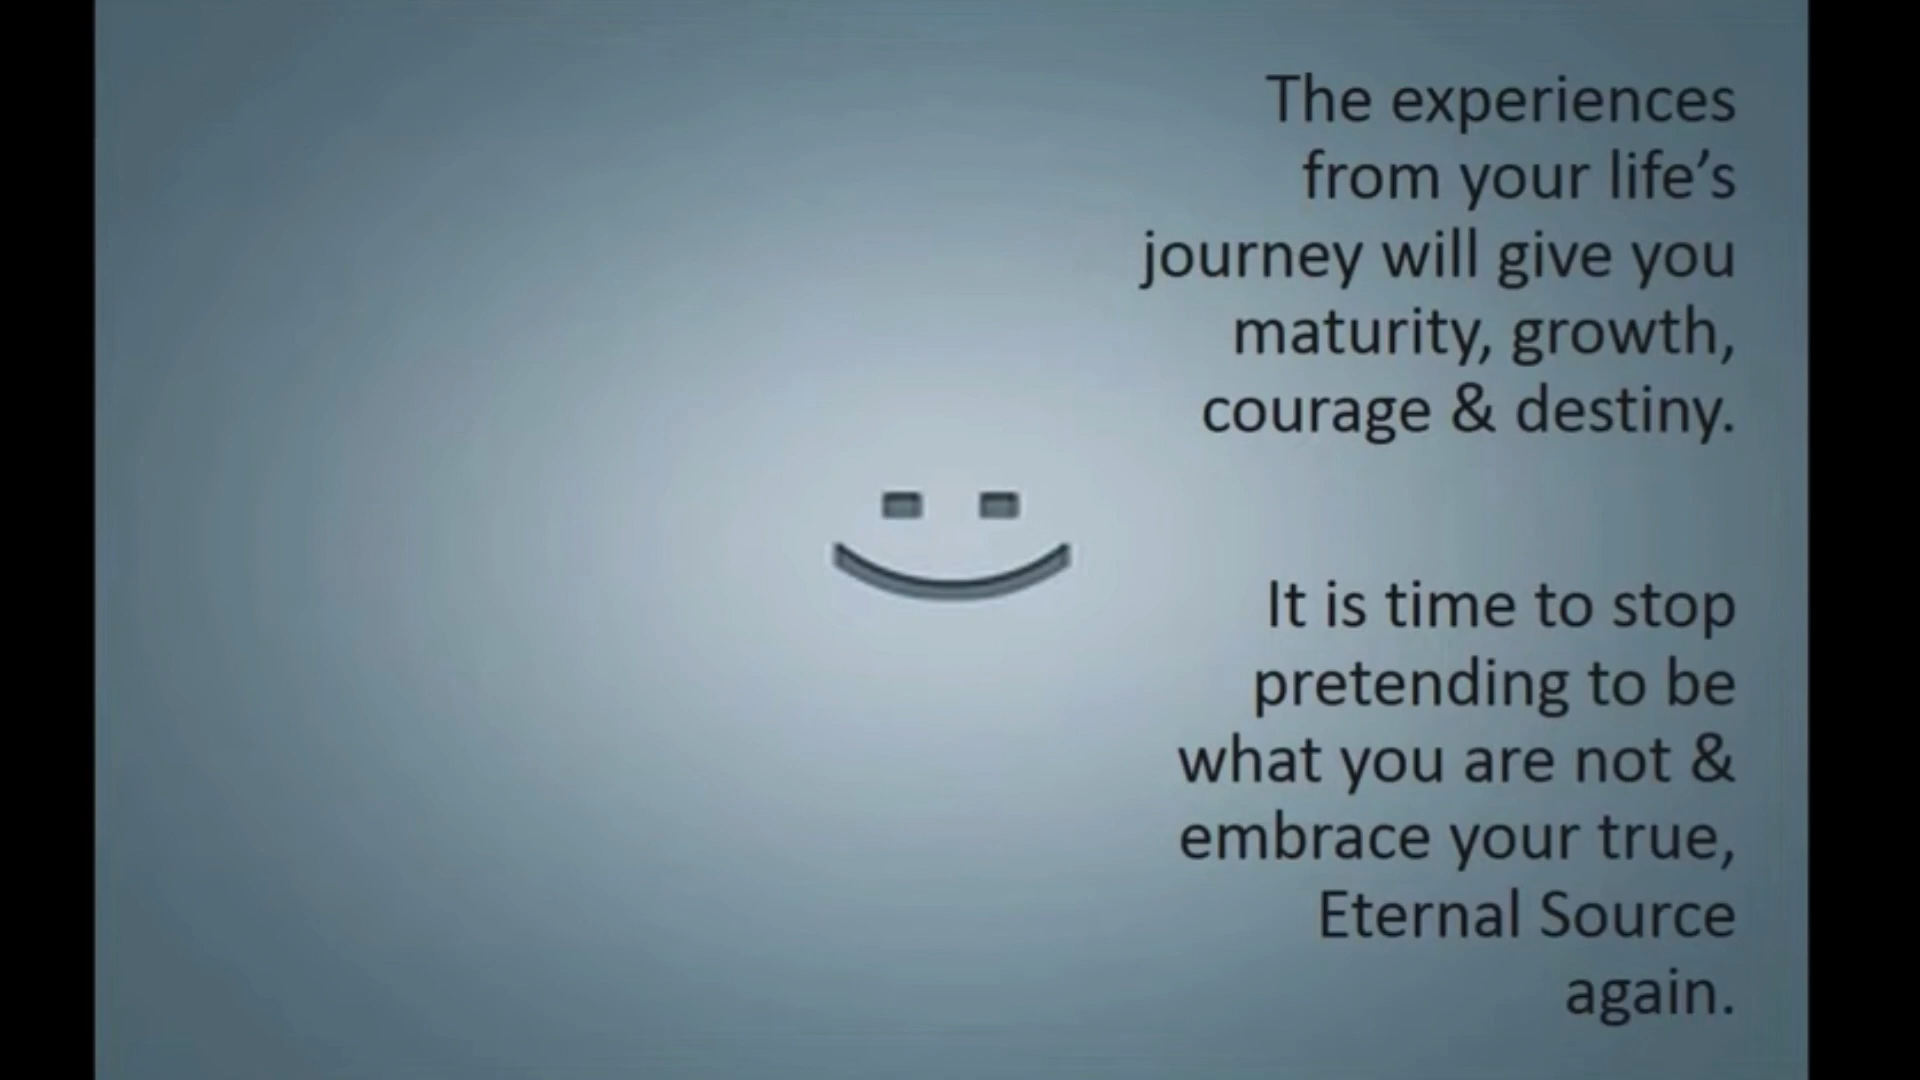 The experiences
from your life’s
journey will give you
maturity, growth,
courage & destiny.
It is time to stop
pretending to be
what you are not &
embrace your true,
Eternal Source
again.